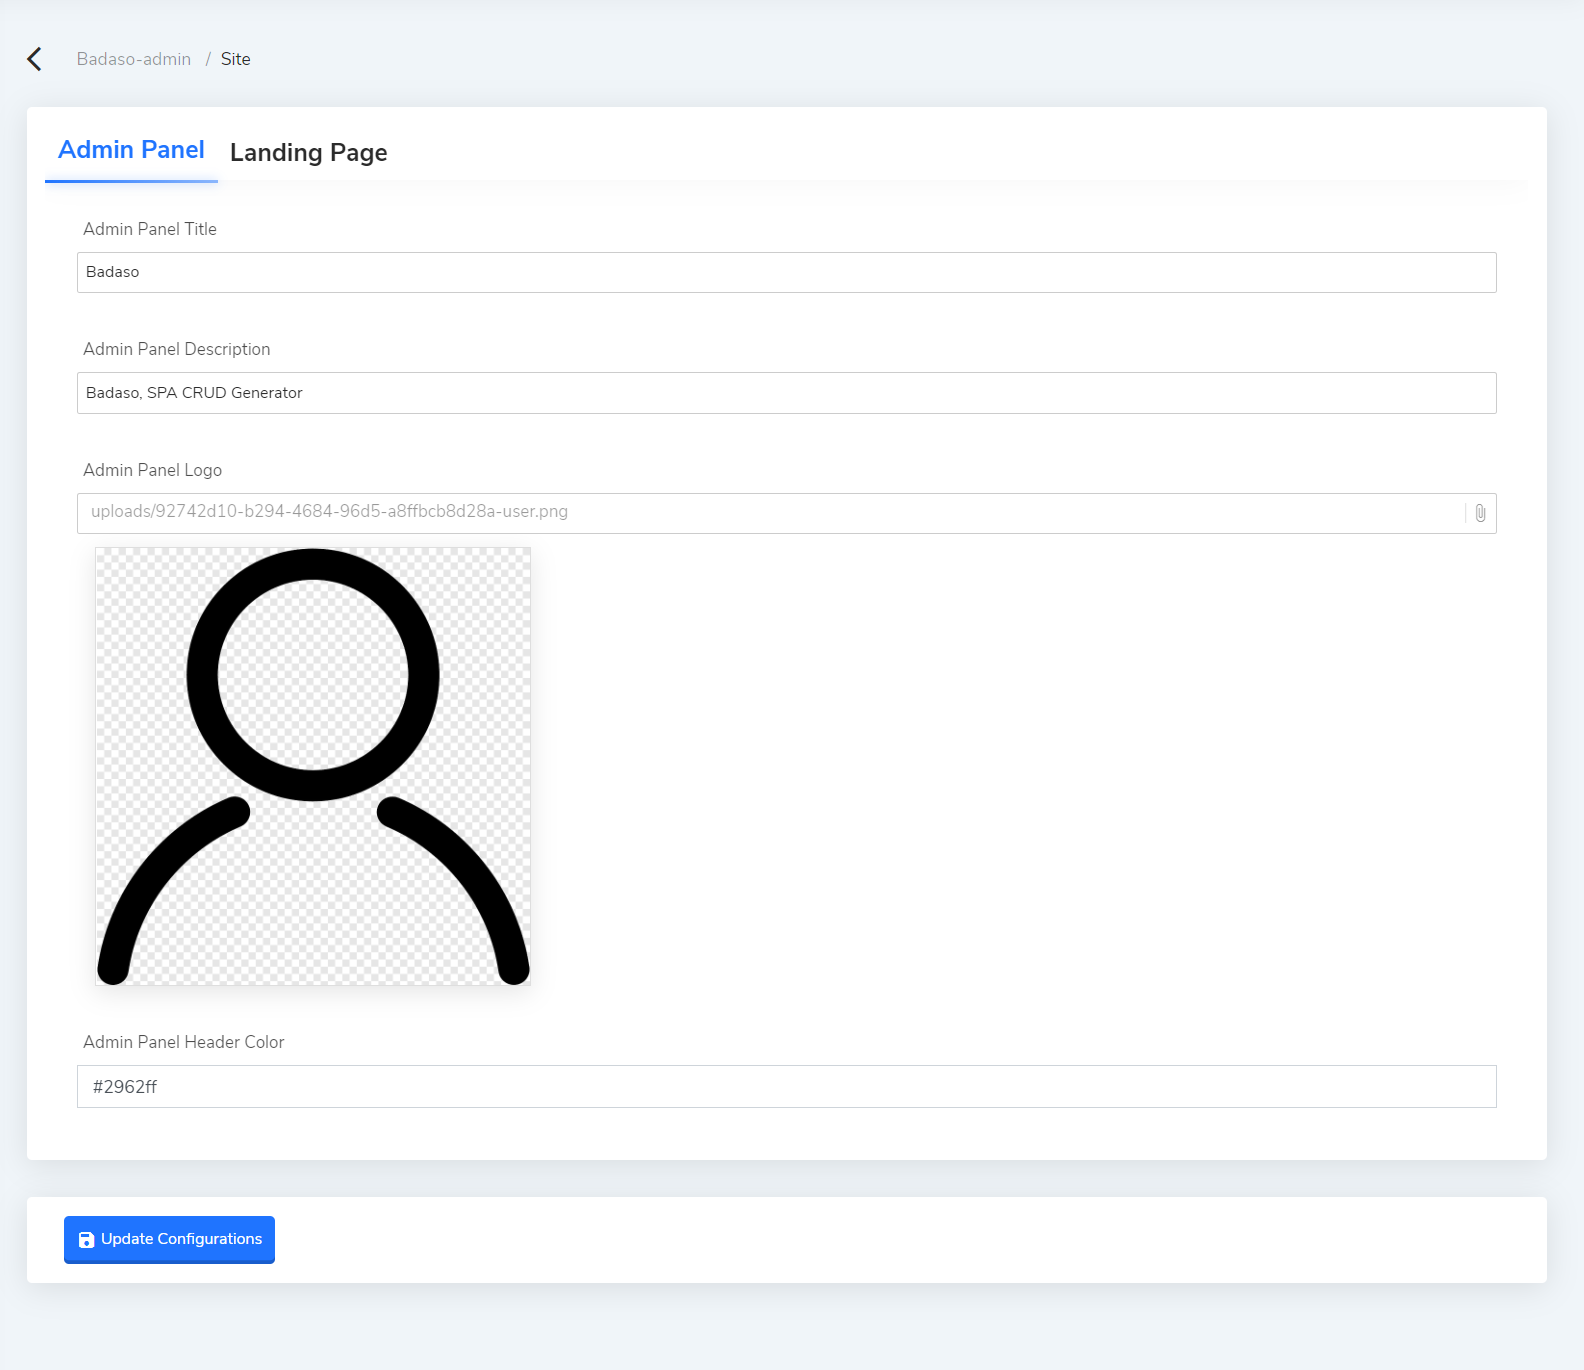 Badaso-admin / Site
Admin Panel Landing Page
Admin Panel Title
Badaso
Admin Panel Description
Badaso, SPA CRUD Generator
Admin Panel Logo
uploads/92742d10-b294-4684-96d5-a8ffbcb8d28a-user.png
Admin Panel Header Color
#2962ff
Update Configurations